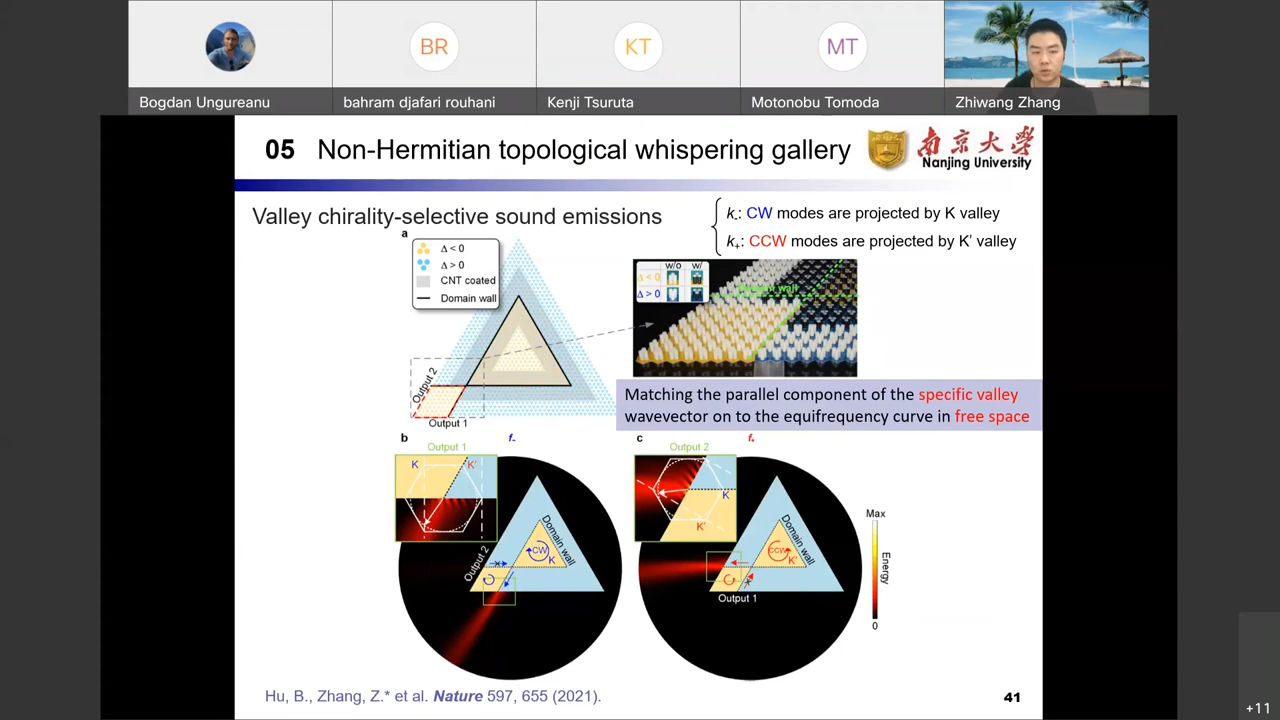 BR
KT
MT
Bogdan Ungureanu
bahram djafari rouhani
Kenji Tsuruta
Motonobu Tomoda
Zhiwang Zhang
05 Non-Hermitian topological whispering gallery
南京大学
Nanjing University
Valley chirality-selective sound emissions
k-: CW modes are projected by K valley
k+: CCW modes are projected by K' valley
a
Δ < 0
Δ > 0
CNT coated
Domain wall
Output 2
Output 1
w/o w/
Δ < 0
Δ > 0
Domain wall
Matching the parallel component of the specific valley
wavevector on to the equifrequency curve in free space
b
f-
Output 1
K
K'
Domain wall
CW
K
Output 2
c
f+
Output 2
K
K'
Domain wall
CCW
K'
Output 1
Max
Energy
0
Hu, B., Zhang, Z.* et al. Nature 597, 655 (2021).
41
+11